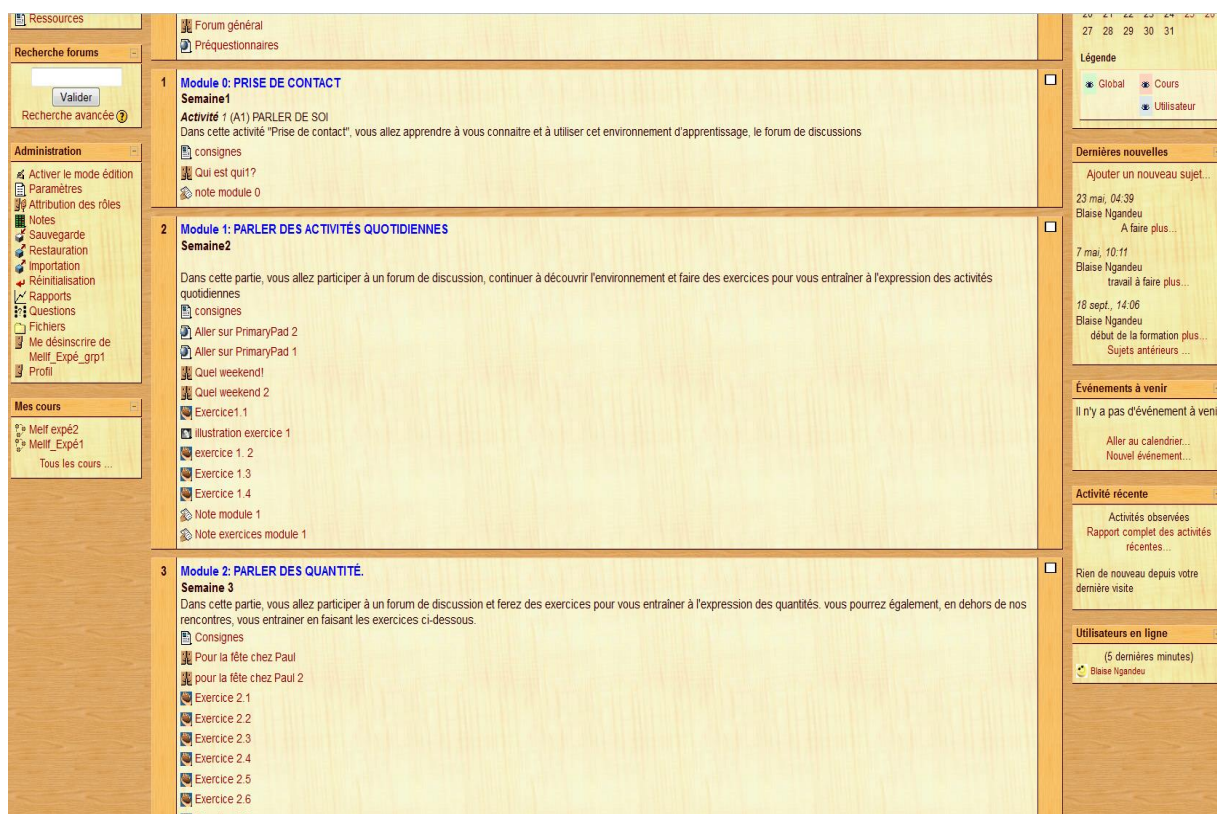 Ressources
Recherche forums
Valider
Recherche avancée
Administration
Activer le mode édition
Paramètres
Attribution des rôles
Notes
Sauvegarde
Restauration
Importation
Réinitialisation
Rapports
Questions
Fichiers
Me désinscrire de
Mellf_Expé_grp1
Profil
Mes cours
Melf expé2
Mellf_Expé1
Tous les cours ...
Forum général
Préquestionnaires
1 Module 0: PRISE DE CONTACT
Semaine1
Activité 1 (A1) PARLER DE SOI
Dans cette activité "Prise de contact", vous allez apprendre à vous connaitre et à utiliser cet environnement d'apprentissage, le forum de discussions
consignes
Qui est qui1?
note module 0
2 Module 1: PARLER DES ACTIVITÉS QUOTIDIENNES
Semaine2
Dans cette partie, vous allez participer à un forum de discussion, continuer à découvrir l'environnement et faire des exercices pour vous entraîner à l'expression des activités
quotidiennes
consignes
Aller sur PrimaryPad 2
Aller sur PrimaryPad 1
Quel weekend!
Quel weekend 2
Exercice1.1
illustration exercice 1
exercice 1. 2
Exercice 1.3
Exercice 1.4
Note module 1
Note exercices module 1
3 Module 2: PARLER DES QUANTITÉ.
Semaine 3
Dans cette partie, vous allez participer à un forum de discussion et ferez des exercices pour vous entraîner à l'expression des quantités. vous pourrez également, en dehors de nos
rencontres, vous entrainer en faisant les exercices ci-dessous.
Consignes
Pour la fête chez Paul
pour la fête chez Paul 2
Exercice 2.1
Exercice 2.2
Exercice 2.3
Exercice 2.4
Exercice 2.5
Exercice 2.6
20 21 22 23 24 25 26
27 28 29 30 31
Légende
Global Cours
Utilisateur
Dernières nouvelles
Ajouter un nouveau sujet...
23 mai, 04:39
Blaise Ngandeu
A faire plus...
7 mai, 10:11
Blaise Ngandeu
travail à faire plus...
18 sept., 14:06
Blaise Ngandeu
début de la formation plus...
Sujets antérieurs ...
Événements à venir
Il n'y a pas d'événement à veni
Aller au calendrier...
Nouvel événement...
Activité récente
Activités observées
Rapport complet des activités
récentes...
Rien de nouveau depuis votre
dernière visite
Utilisateurs en ligne
(5 dernières minutes)
Blaise Ngandeu